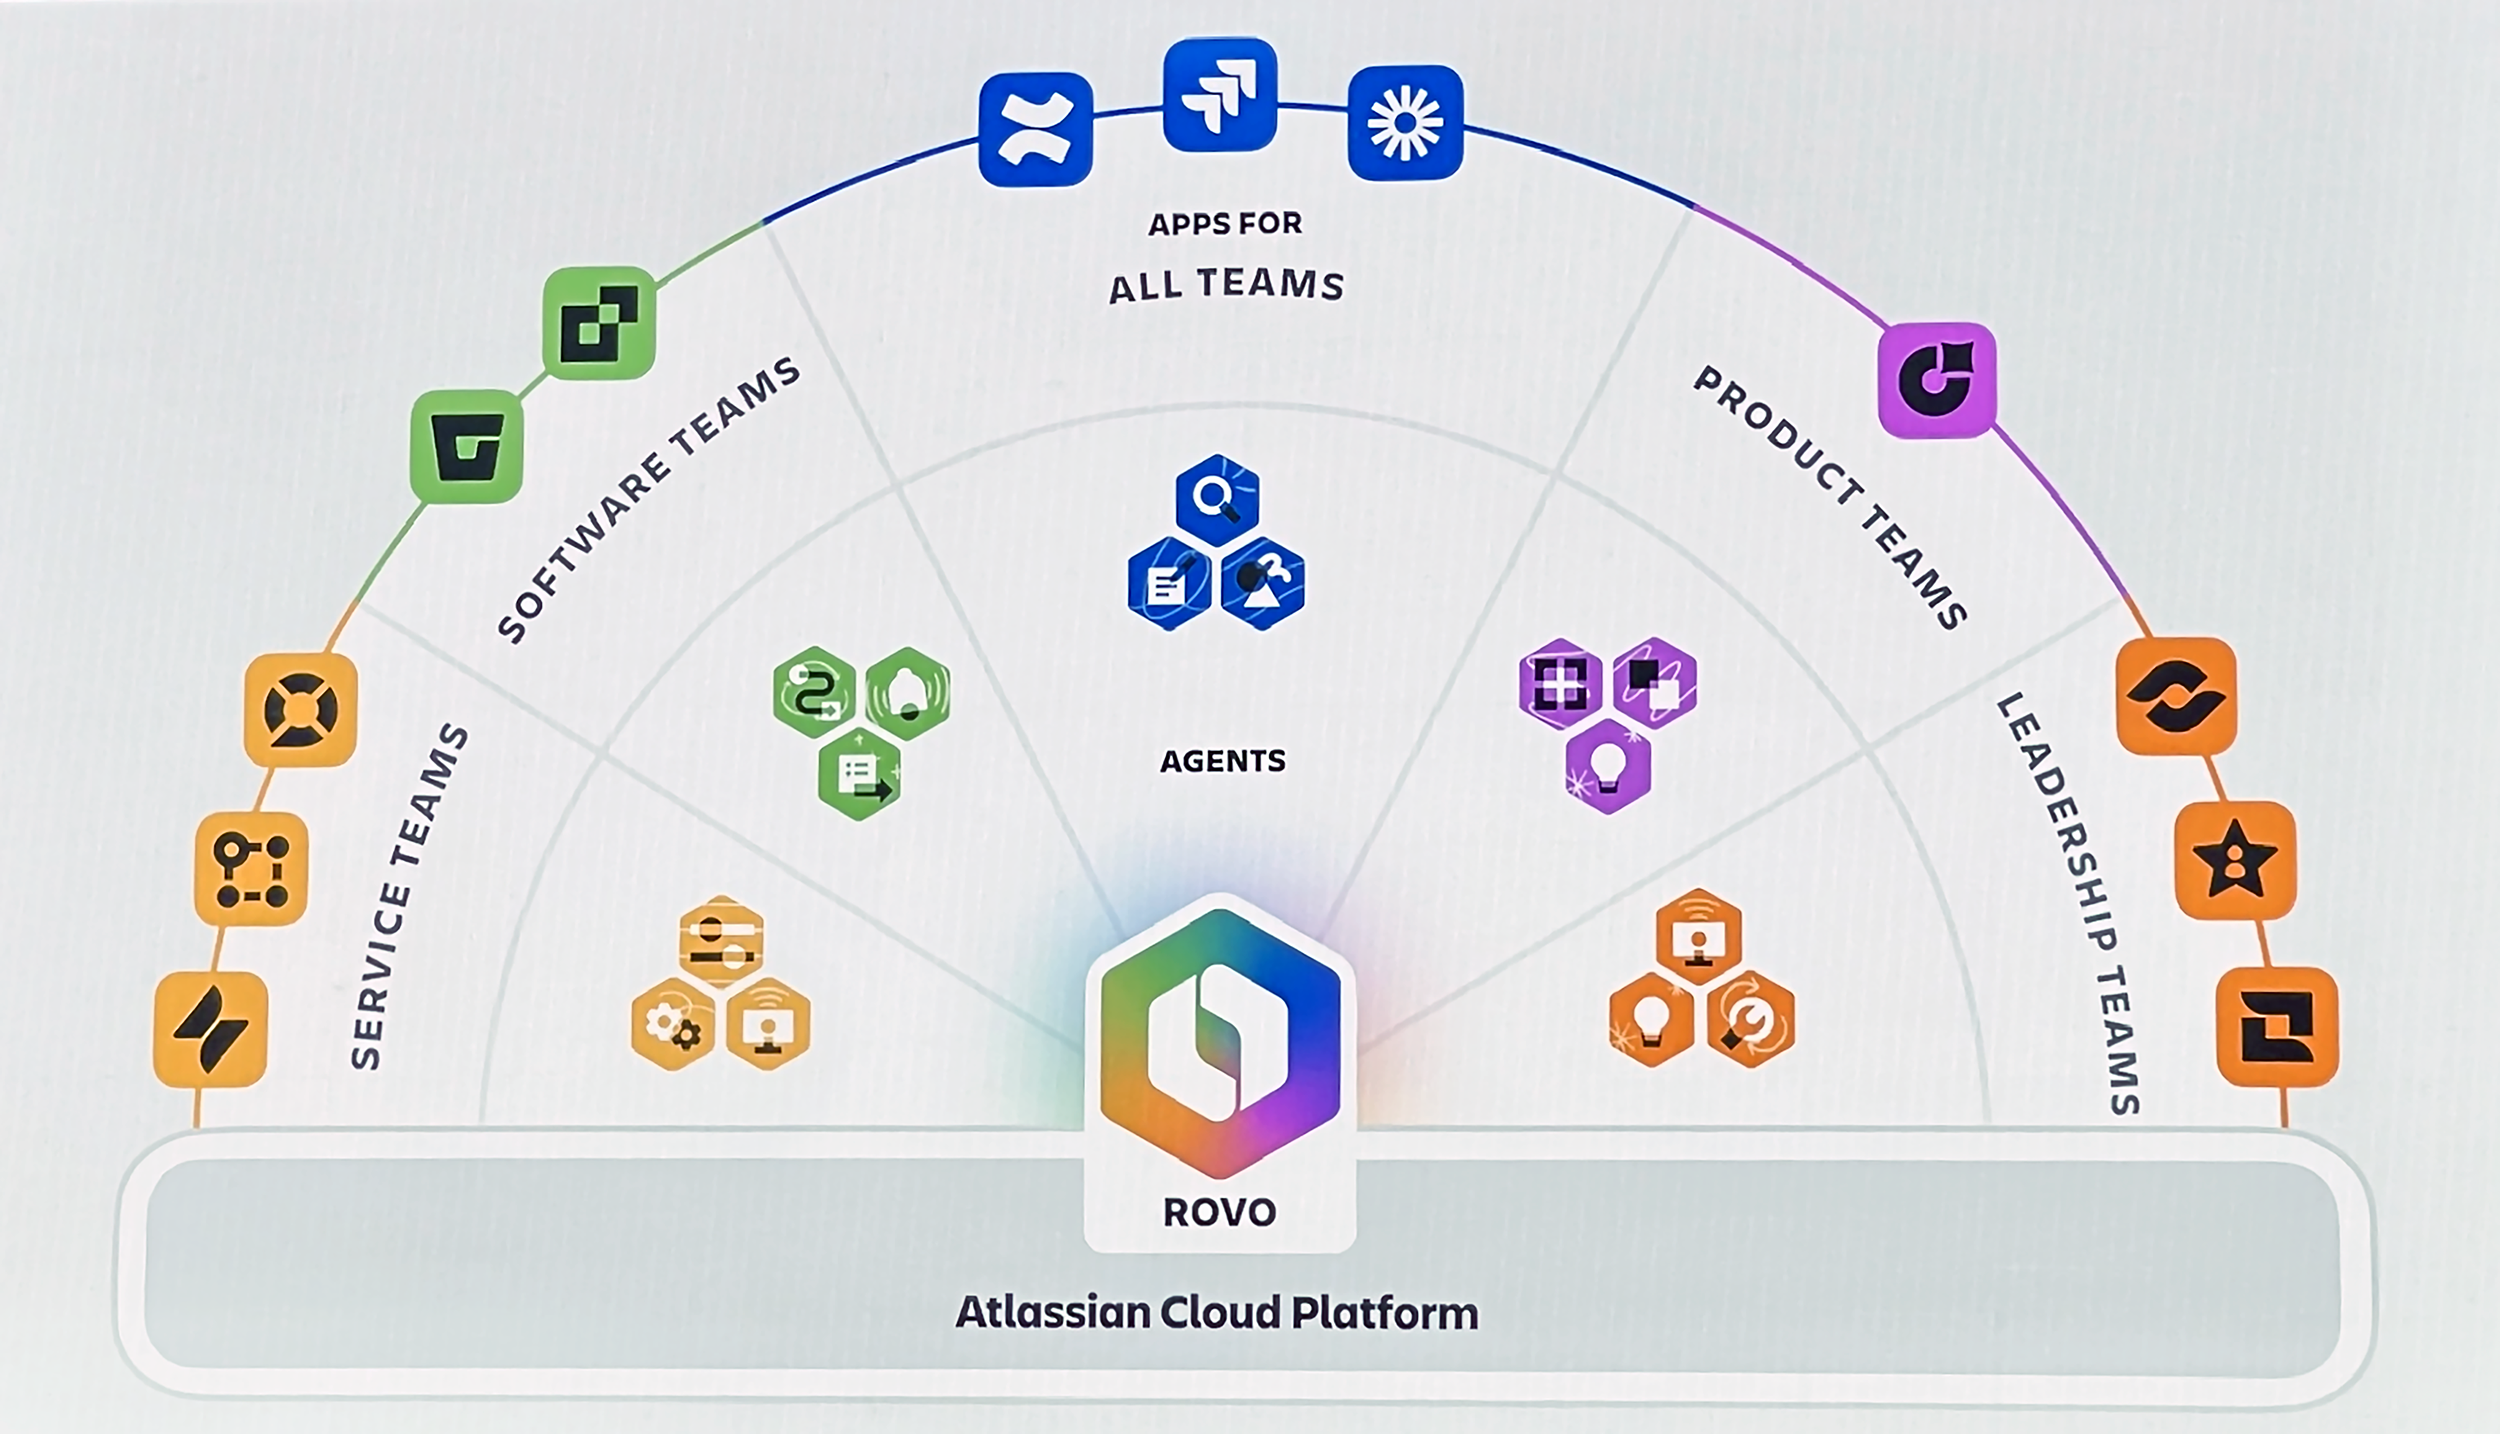 APPS FOR
ALL TEAMS
SOFTWARE TEAMS
PRODUCT TEAMS
SERVICE TEAMS
LEADERSHIP TEAMS
AGENTS
ROVO
Atlassian Cloud Platform